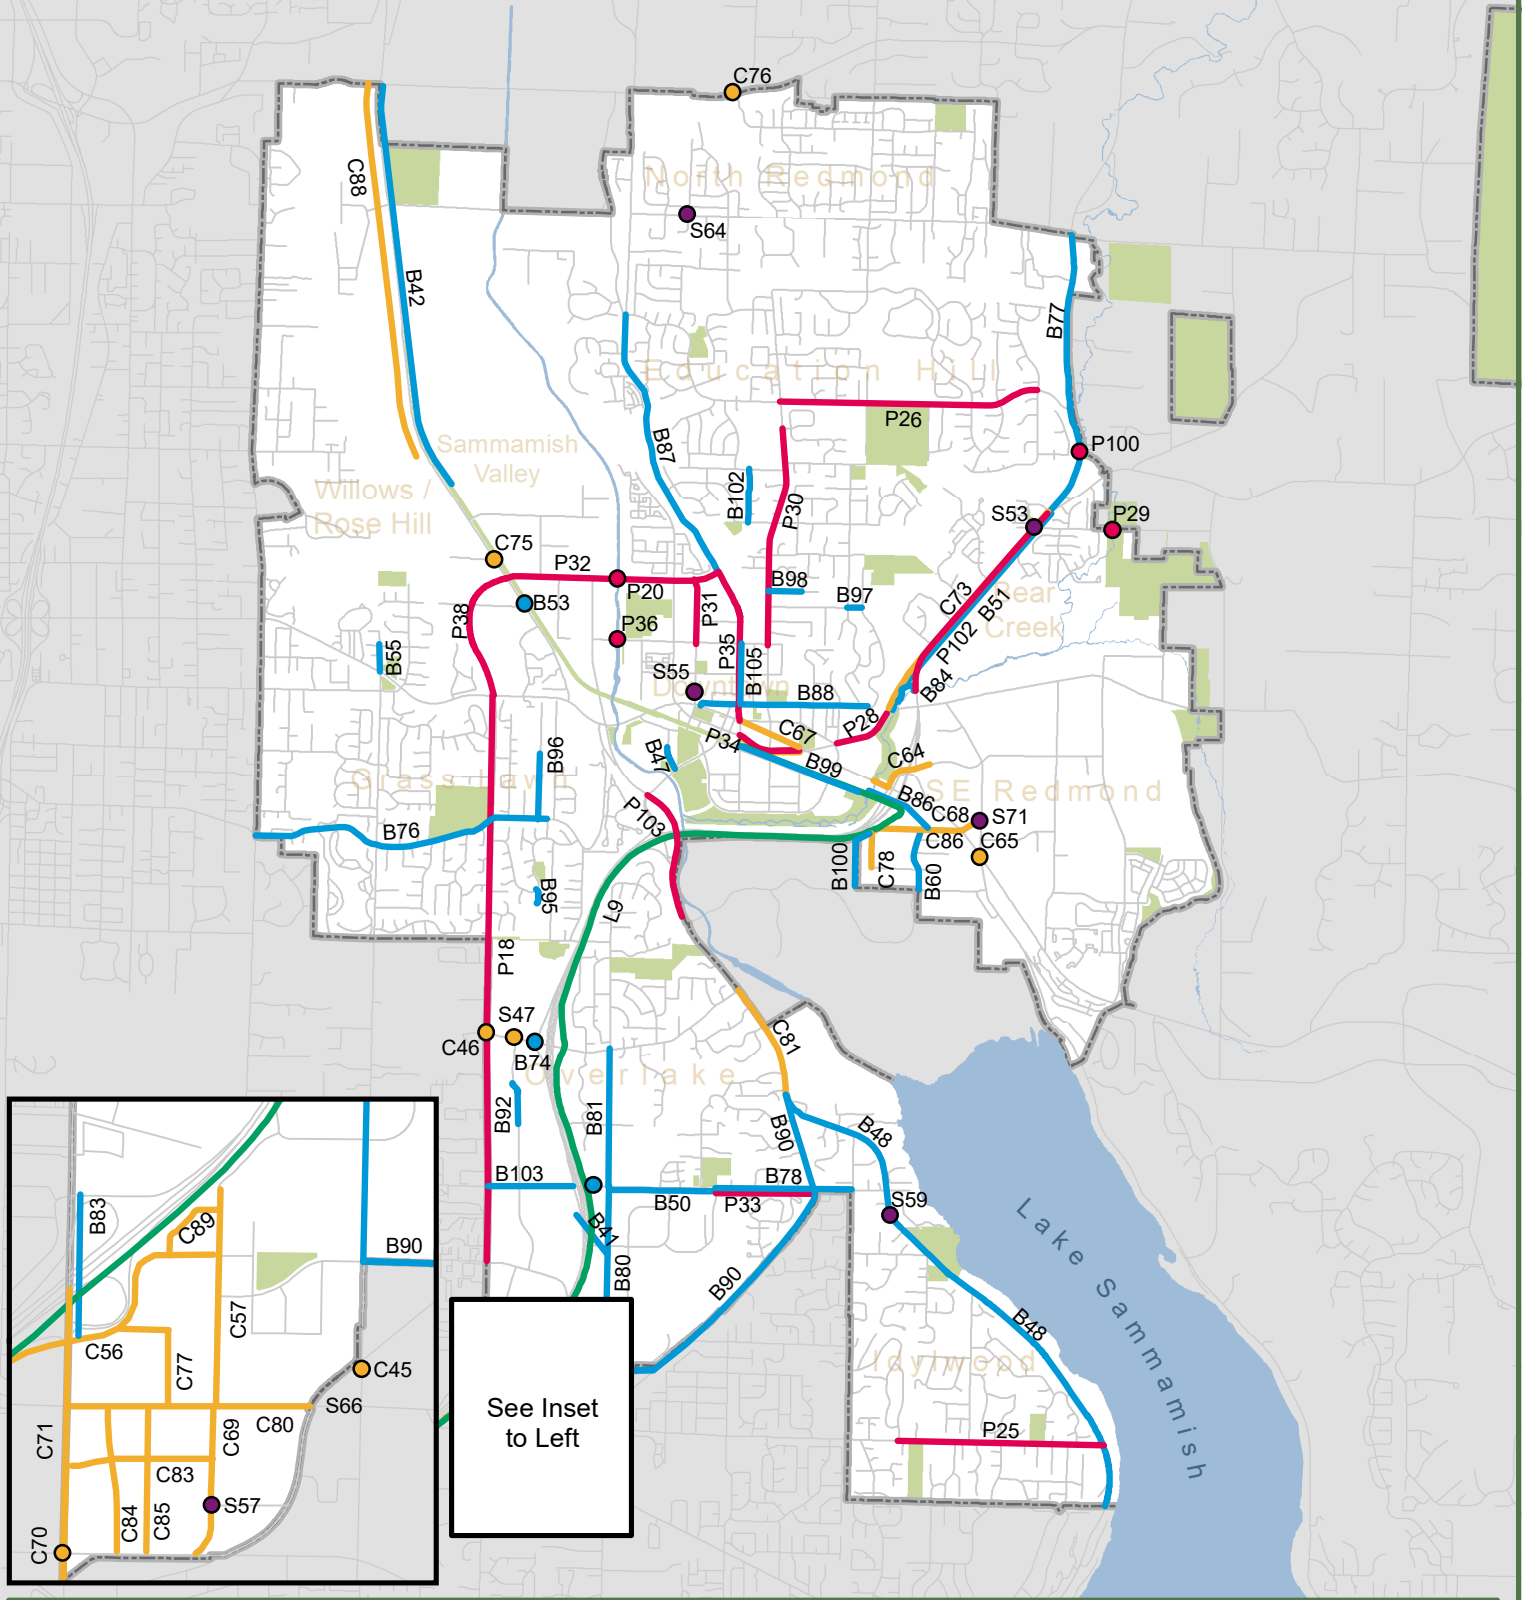 C76
North Redmond
S64
C88
B42
B77
Education Hill
P26
B87
Sammamish
Valley
P100
Willows /
Rose Hill
B102
P30
S53
P29
C75
P32
P20
B98
B97
C73
B51
Bear
Creek
B53
P38
P31
P36
P35
P102
B55
B105
S55
Downtown
B88
B84
P34
C67
P28
B47
B99
C64
B96
Grass Lawn
SE Redmond
B86
C68
S71
P103
B76
C86
C65
B100
C78
B60
B95
L9
P18
S47
C46
B74
C81
Overlake
B92
B81
B90
B48
B103
B78
B50
P33
S59
B41
B80
B90
Lake Sammamish
B48
Idylwood
P25
See Inset
to Left
B83
C89
B90
C57
C56
C77
C45
S66
C80
C71
C69
C83
S57
C84
C85
C70